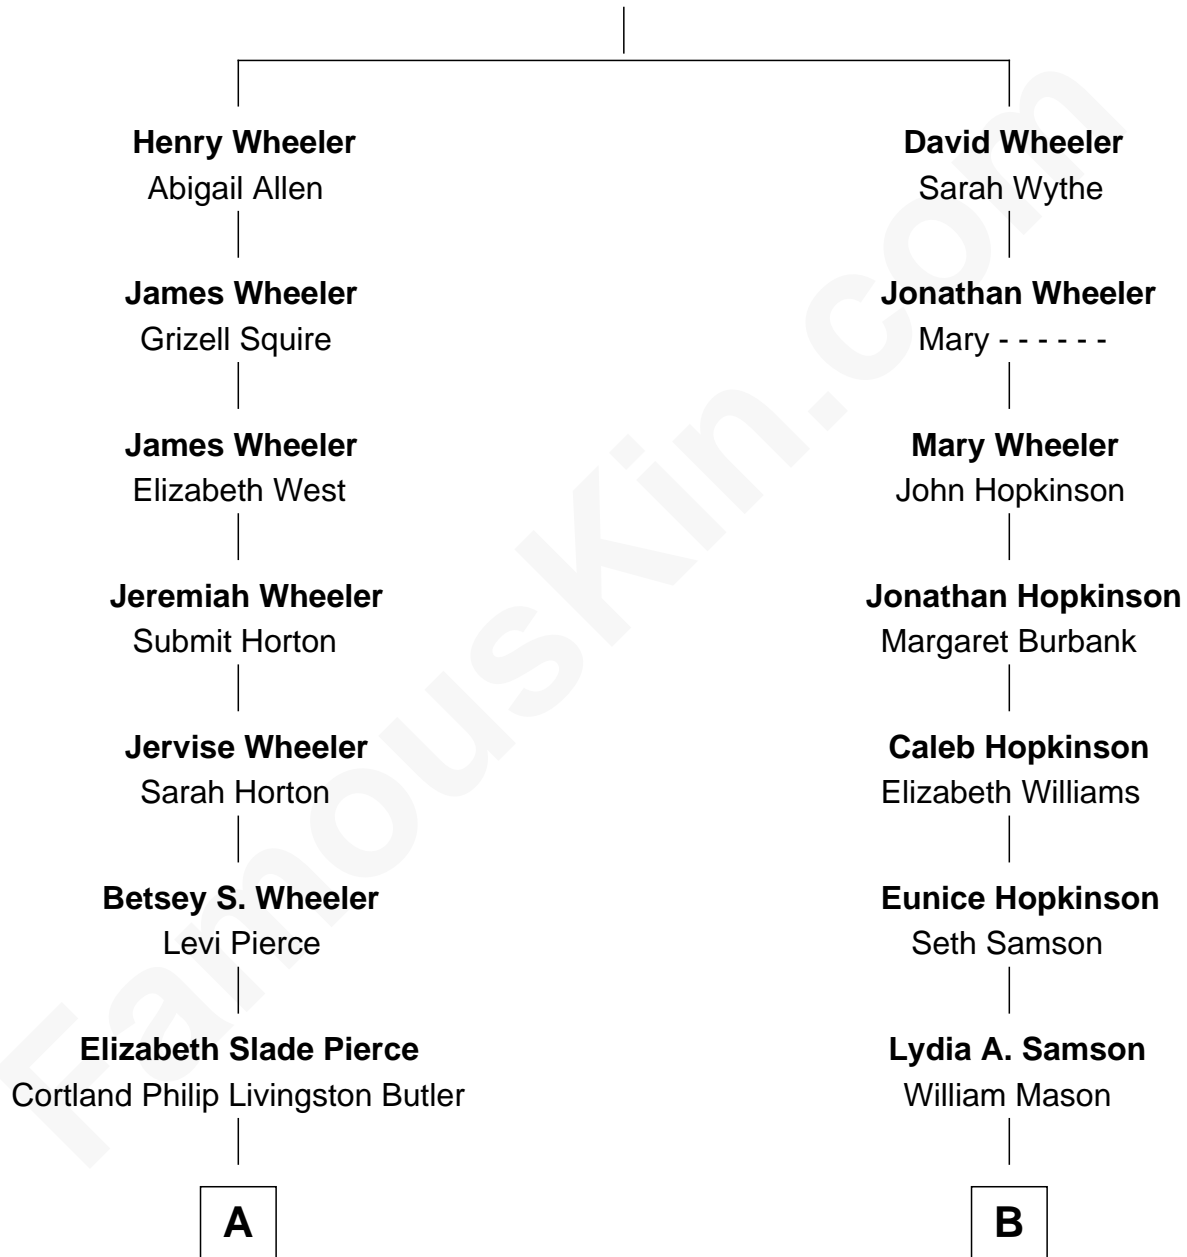 Henry Wheeler
Abigail Allen
David Wheeler
Sarah Wythe
James Wheeler
Grizell Squire
Jonathan Wheeler
Mary - - - - - -
James Wheeler
Elizabeth West
Mary Wheeler
John Hopkinson
Jeremiah Wheeler
Submit Horton
Jonathan Hopkinson
Margaret Burbank
Jervise Wheeler
Sarah Horton
Caleb Hopkinson
Elizabeth Williams
Betsey S. Wheeler
Levi Pierce
Eunice Hopkinson
Seth Samson
Elizabeth Slade Pierce
Cortland Philip Livingston Butler
Lydia A. Samson
William Mason
A
B
FamousKin.com